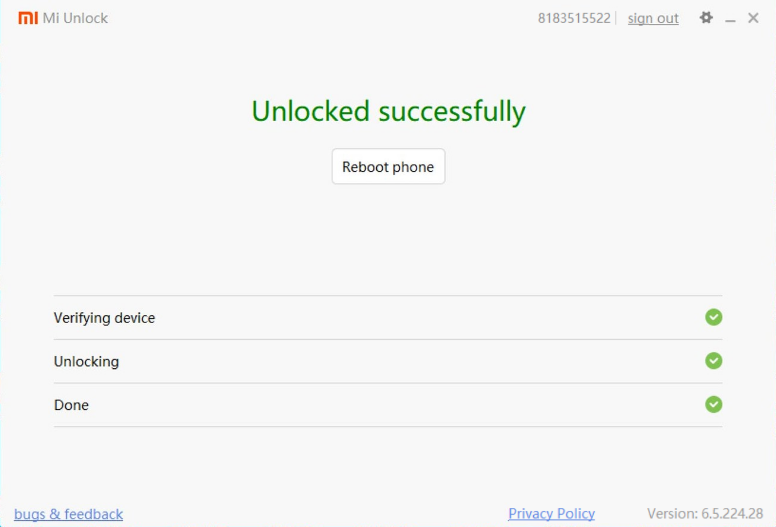 Mi Unlock
8183515522 | sign out
Unlocked successfully
Reboot phone
Verifying device
Unlocking
Done
bugs & feedback
Privacy Policy
Version: 6.5.224.28